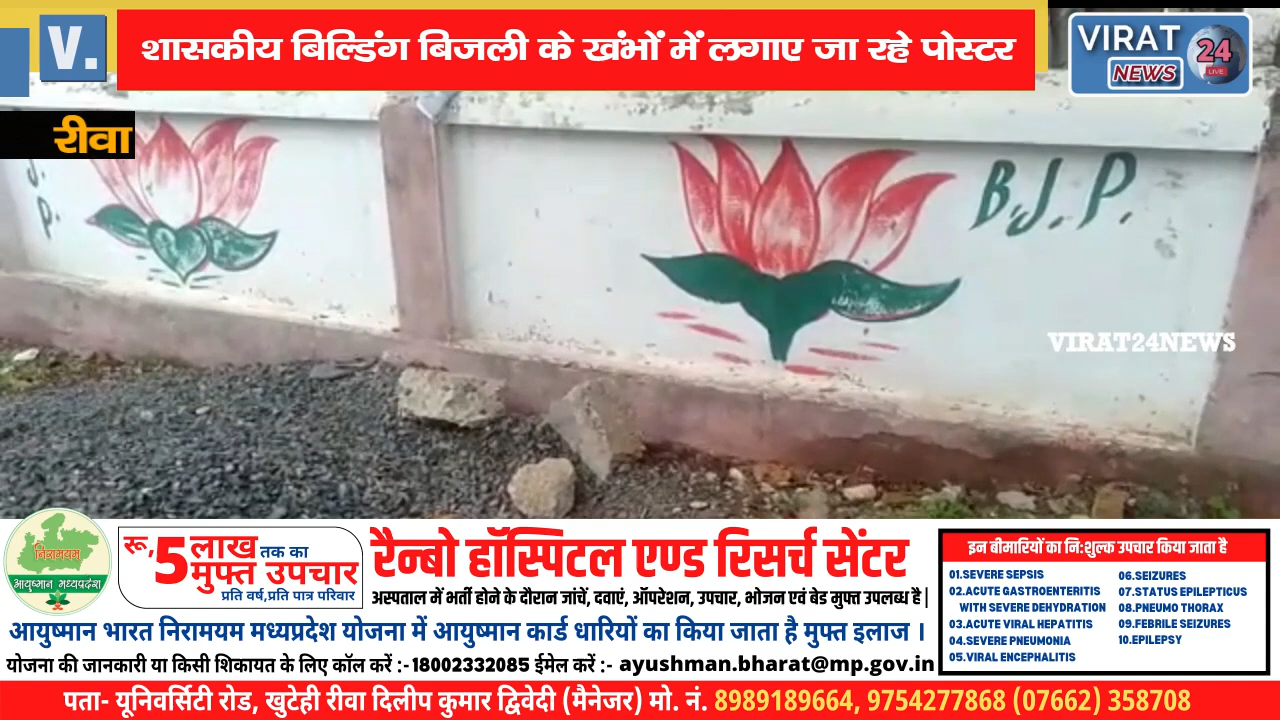 V.
शासकीय बिल्डिंग बिजली के खंभों में लगाए जा रहे पोस्टर
VIRAT
NEWS
24
LIVE
रीवा
J.
P.
B.J.P.
VIRAT24NEWS
निरामयम
आयुष्मान मध्यप्रदेश
रू,5 लाख तक का
मुफ्त उपचार
प्रति वर्ष,प्रति पात्र परिवार
रैन्बो हॉस्पिटल एण्ड रिसर्च सेंटर
अस्पताल में भर्ती होने के दौरान जांचें, दवाएं, ऑपरेशन, उपचार, भोजन एवं बेड मुफ्त उपलब्ध है |
आयुष्मान भारत निरामयम मध्यप्रदेश योजना में आयुष्मान कार्ड धारियों का किया जाता है मुफ्त इलाज ।
योजना की जानकारी या किसी शिकायत के लिए कॉल करें :- 18002332085 ईमेल करें :- ayushman.bharat@mp.gov.in
इन बीमारियों का नि:शुल्क उपचार किया जाता है
01.SEVERE SEPSIS
02.ACUTE GASTROENTERITIS
WITH SEVERE DEHYDRATION
03.ACUTE VIRAL HEPATITIS
04.SEVERE PNEUMONIA
05.VIRAL ENCEPHALITIS
06.SEIZURES
07.STATUS EPILEPTICUS
08.PNEUMO THORAX
09.FEBRILE SEIZURES
10.EPILEPSY
पता- यूनिवर्सिटी रोड, खुटेही रीवा दिलीप कुमार द्विवेदी (मैनेजर) मो. नं. 8989189664, 9754277868 (07662) 358708